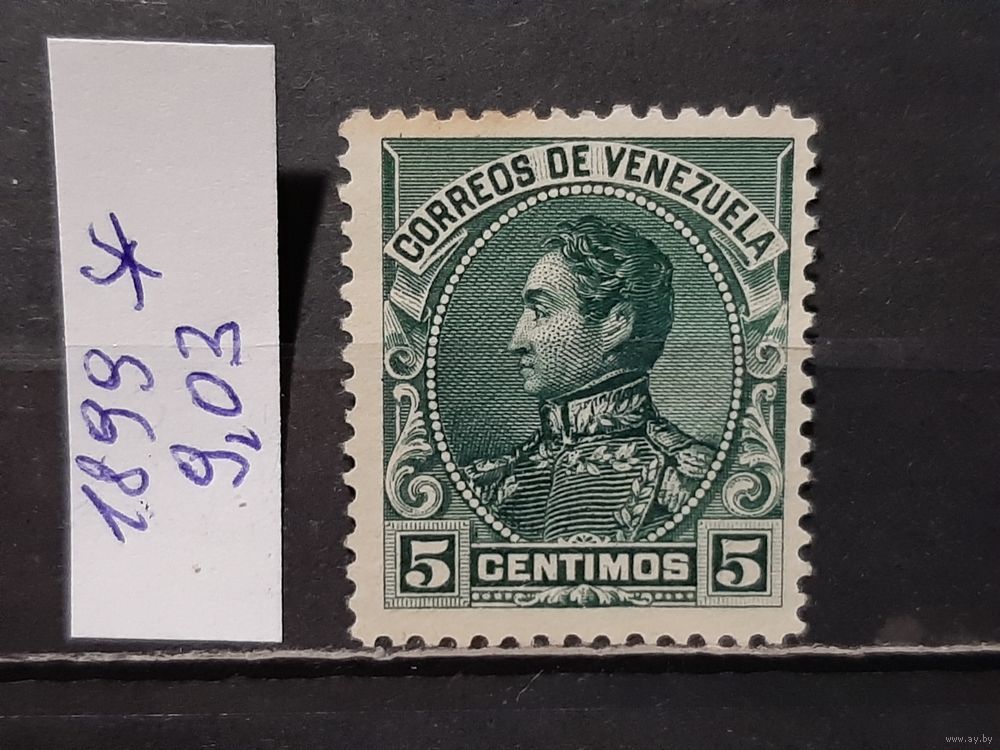 1899 *
9,03
CORREOS DE VENEZUELA
5 CENTIMOS 5
www.ay.by